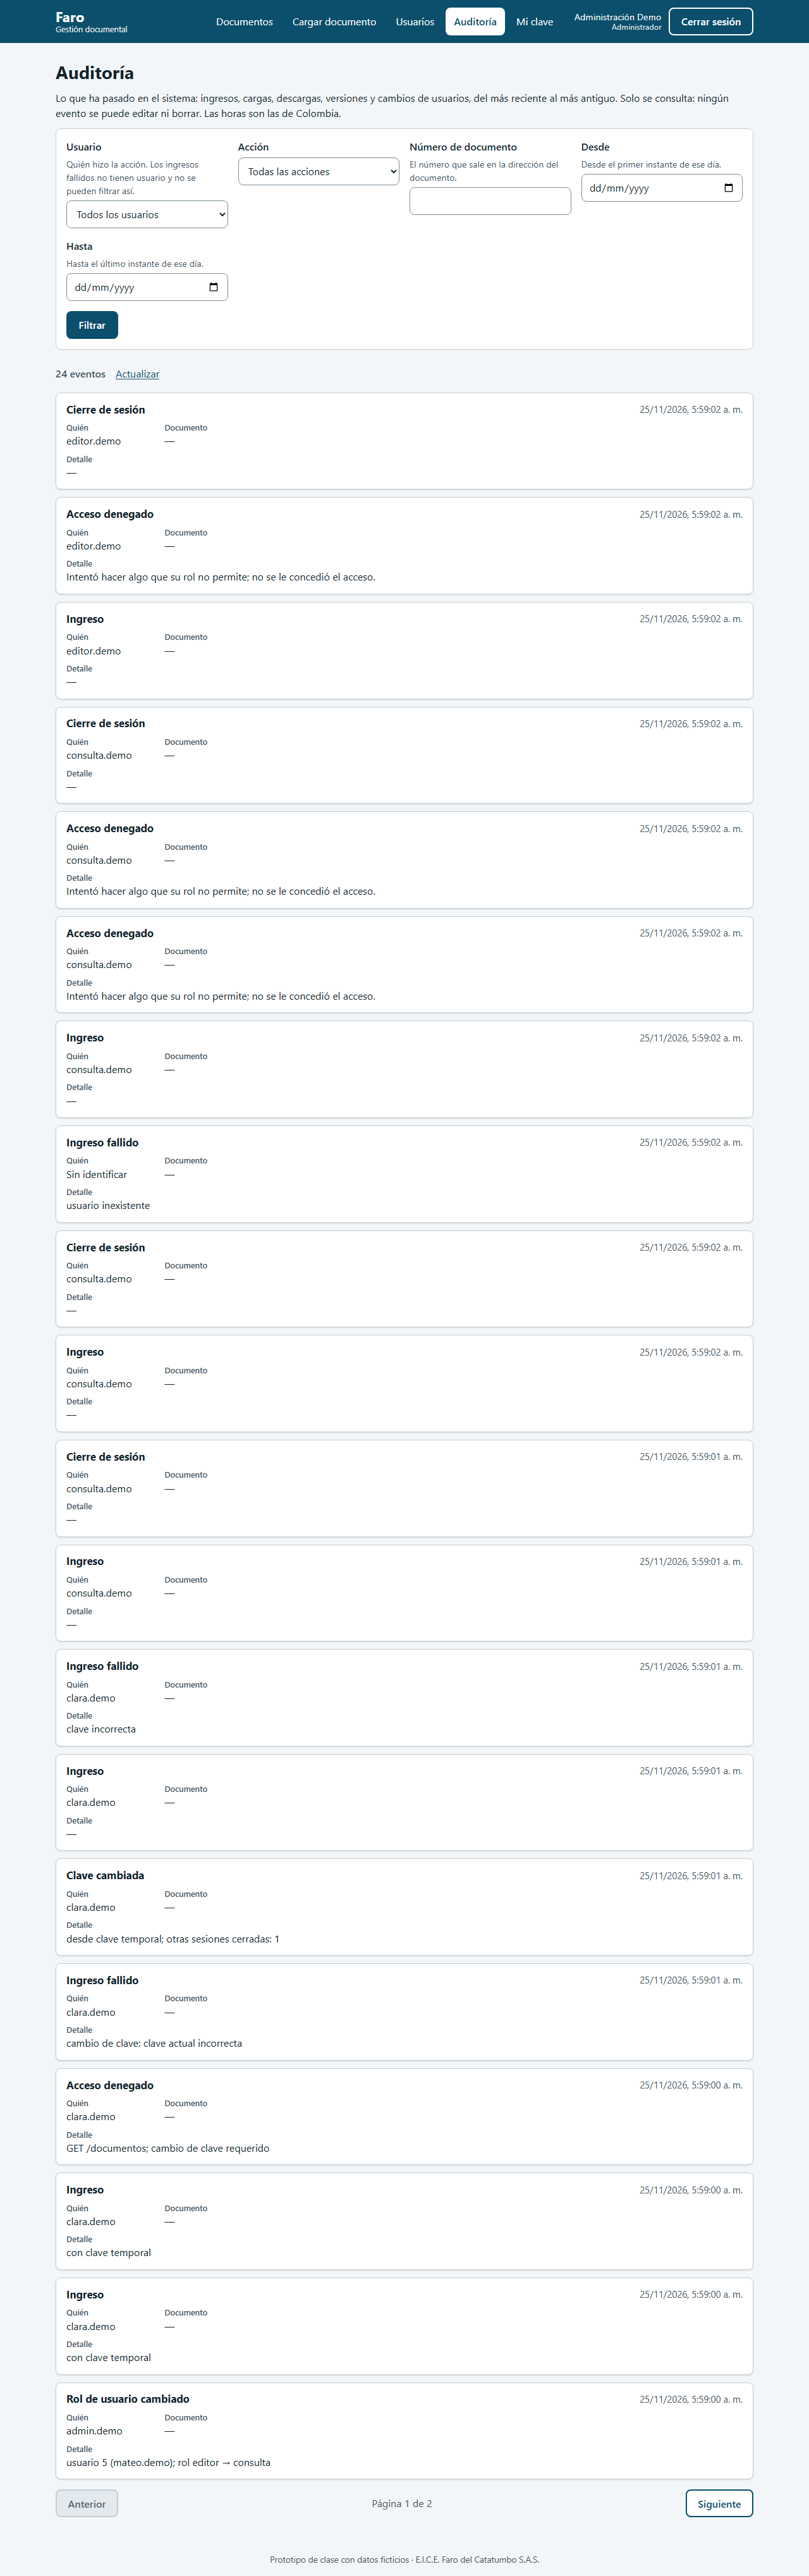 Faro
Gestión documental
Documentos
Cargar documento
Usuarios
Auditoría
Mi clave
Administración Demo
Administrador
Cerrar sesión
Auditoría
Lo que ha pasado en el sistema: ingresos, cargas, descargas, versiones y cambios de usuarios, del más reciente al más antiguo. Solo se consulta: ningún
evento se puede editar ni borrar. Las horas son las de Colombia.
Usuario
Quién hizo la acción. Los ingresos
fallidos no tienen usuario y no se
pueden filtrar así.
Todos los usuarios
Acción
Todas las acciones
Número de documento
El número que sale en la dirección del
documento.
Desde
Desde el primer instante de ese día.
dd/mm/yyyy
Hasta
Hasta el último instante de ese día.
dd/mm/yyyy
Filtrar
24 eventos Actualizar
Cierre de sesión 25/11/2026, 5:59:02 a. m.
Quién Documento
editor.demo —
Detalle
—
Acceso denegado 25/11/2026, 5:59:02 a. m.
Quién Documento
editor.demo —
Detalle
Intentó hacer algo que su rol no permite; no se le concedió el acceso.
Ingreso 25/11/2026, 5:59:02 a. m.
Quién Documento
editor.demo —
Detalle
—
Cierre de sesión 25/11/2026, 5:59:02 a. m.
Quién Documento
consulta.demo —
Detalle
—
Acceso denegado 25/11/2026, 5:59:02 a. m.
Quién Documento
consulta.demo —
Detalle
Intentó hacer algo que su rol no permite; no se le concedió el acceso.
Acceso denegado 25/11/2026, 5:59:02 a. m.
Quién Documento
consulta.demo —
Detalle
Intentó hacer algo que su rol no permite; no se le concedió el acceso.
Ingreso 25/11/2026, 5:59:02 a. m.
Quién Documento
consulta.demo —
Detalle
—
Ingreso fallido 25/11/2026, 5:59:02 a. m.
Quién Documento
Sin identificar —
Detalle
usuario inexistente
Cierre de sesión 25/11/2026, 5:59:02 a. m.
Quién Documento
consulta.demo —
Detalle
—
Ingreso 25/11/2026, 5:59:02 a. m.
Quién Documento
consulta.demo —
Detalle
—
Cierre de sesión 25/11/2026, 5:59:01 a. m.
Quién Documento
consulta.demo —
Detalle
—
Ingreso 25/11/2026, 5:59:01 a. m.
Quién Documento
consulta.demo —
Detalle
—
Ingreso fallido 25/11/2026, 5:59:01 a. m.
Quién Documento
clara.demo —
Detalle
clave incorrecta
Ingreso 25/11/2026, 5:59:01 a. m.
Quién Documento
clara.demo —
Detalle
—
Clave cambiada 25/11/2026, 5:59:01 a. m.
Quién Documento
clara.demo —
Detalle
desde clave temporal; otras sesiones cerradas: 1
Ingreso fallido 25/11/2026, 5:59:01 a. m.
Quién Documento
clara.demo —
Detalle
cambio de clave: clave actual incorrecta
Acceso denegado 25/11/2026, 5:59:00 a. m.
Quién Documento
clara.demo —
Detalle
GET /documentos; cambio de clave requerido
Ingreso 25/11/2026, 5:59:00 a. m.
Quién Documento
clara.demo —
Detalle
con clave temporal
Ingreso 25/11/2026, 5:59:00 a. m.
Quién Documento
clara.demo —
Detalle
con clave temporal
Rol de usuario cambiado 25/11/2026, 5:59:00 a. m.
Quién Documento
admin.demo —
Detalle
usuario 5 (mateo.demo); rol editor → consulta
Anterior Página 1 de 2 Siguiente
Prototipo de clase con datos ficticios · E.I.C.E. Faro del Catatumbo S.A.S.